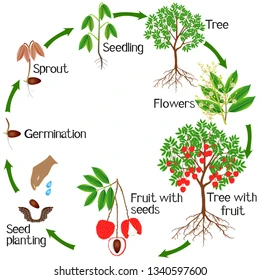 Tree
Seedling
Sprout
Flowers
Germination
Tree with
fruit
Fruit with
seeds
Seed
planting
shutterstock.com · 1340597600